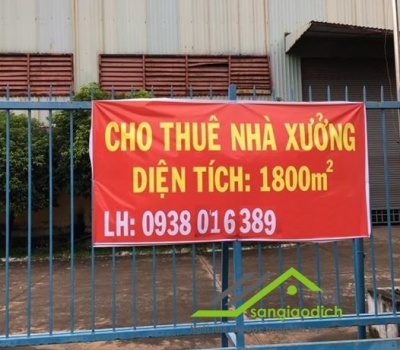 CHO THUÊ NHÀ XƯỞNG
DIỆN TÍCH: 1800m²
LH: 0938 016 389
sangiaodich